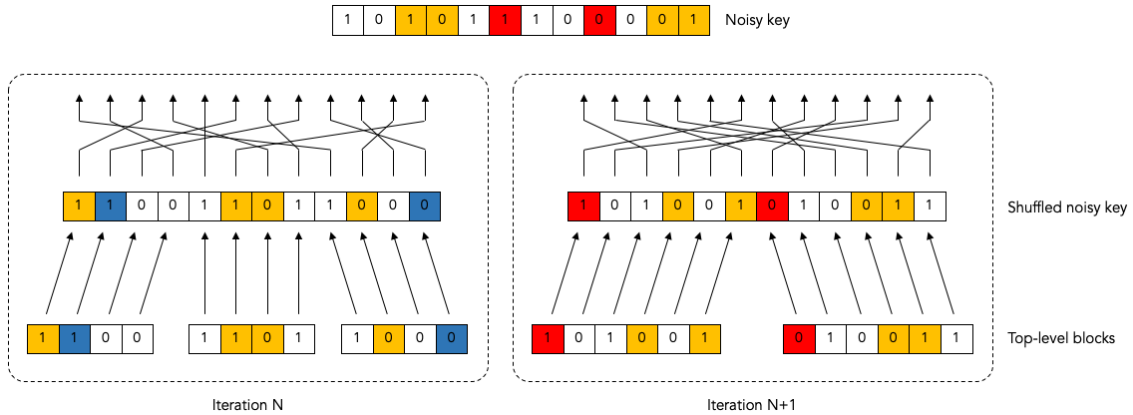 1 0 1 0 1 1 1 0 0 0 0 1 Noisy key
1 1 0 0 1 1 0 1 1 0 0 0 1 0 1 0 0 1 0 1 0 0 1 1 Shuffled noisy key
1 1 0 0 1 1 0 1 1 0 0 0 1 0 1 0 0 1 0 1 0 0 1 1 Top-level blocks
Iteration N Iteration N+1